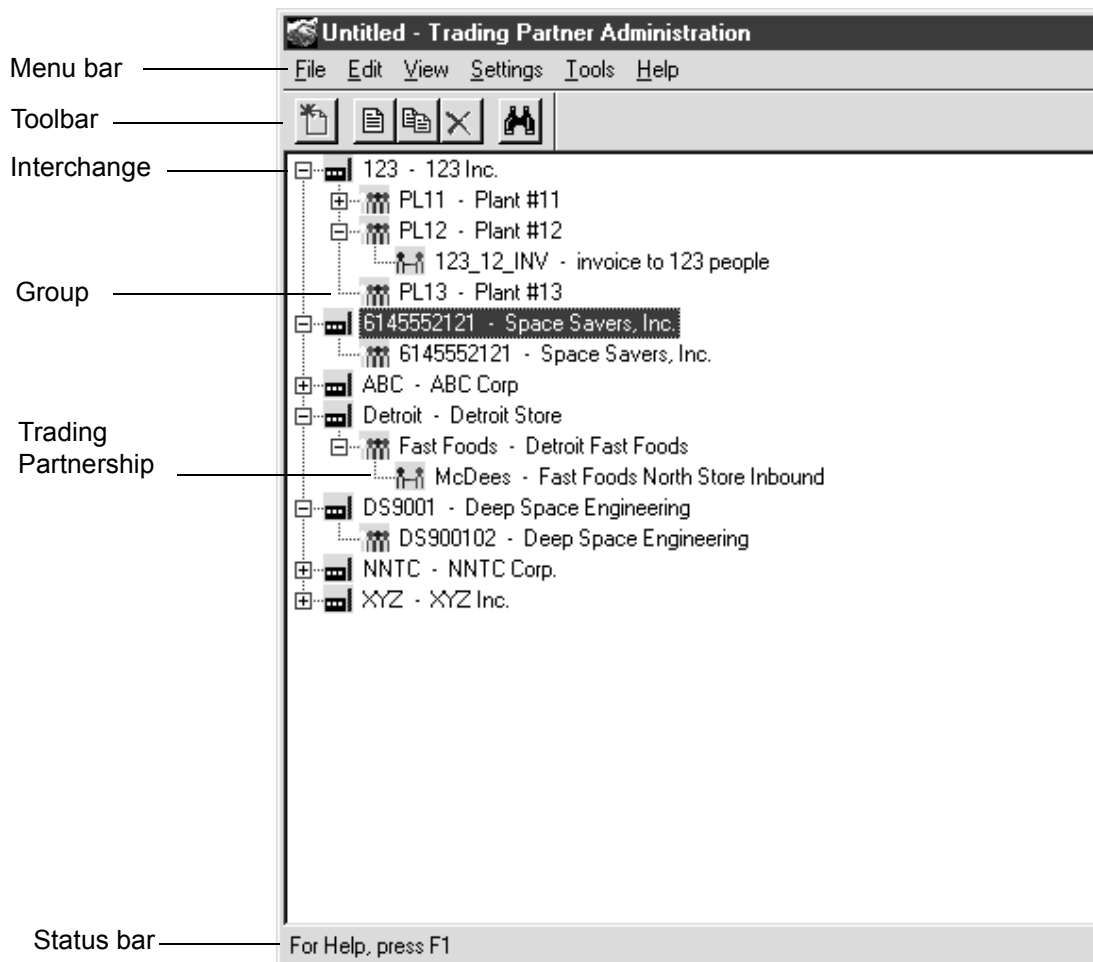 Untitled - Trading Partner Administration
Menu bar
File Edit View Settings Tools Help
Toolbar
Interchange
123 - 123 Inc.
PL11 - Plant #11
PL12 - Plant #12
123_12_INV - invoice to 123 people
Group
PL13 - Plant #13
6145552121 - Space Savers, Inc.
6145552121 - Space Savers, Inc.
ABC - ABC Corp
Detroit - Detroit Store
Trading
Partnership
Fast Foods - Detroit Fast Foods
McDees - Fast Foods North Store Inbound
DS9001 - Deep Space Engineering
DS900102 - Deep Space Engineering
NNTC - NNTC Corp.
XYZ - XYZ Inc.
Status bar
For Help, press F1